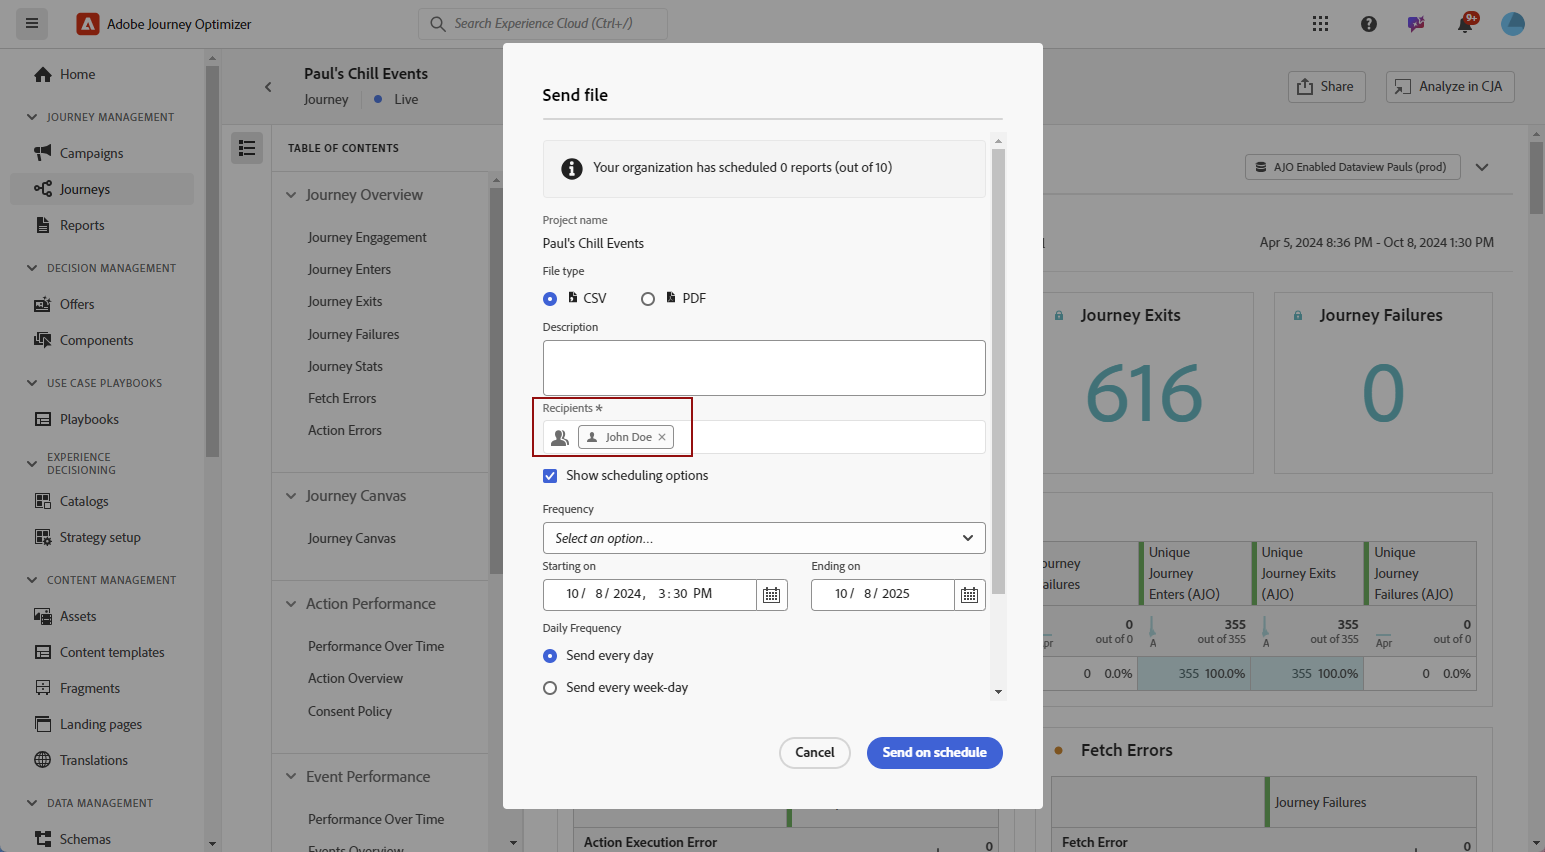 Adobe Journey Optimizer
Search Experience Cloud (Ctrl+/)
9+
Home
JOURNEY MANAGEMENT
Campaigns
Journeys
Reports
DECISION MANAGEMENT
Offers
Components
USE CASE PLAYBOOKS
Playbooks
EXPERIENCE
DECISIONING
Catalogs
Strategy setup
CONTENT MANAGEMENT
Assets
Content templates
Fragments
Landing pages
Translations
DATA MANAGEMENT
Schemas
Paul's Chill Events
Journey
Live
Share
Analyze in CJA
TABLE OF CONTENTS
Journey Overview
Journey Engagement
Journey Enters
Journey Exits
Journey Failures
Journey Stats
Fetch Errors
Action Errors
Journey Canvas
Journey Canvas
Action Performance
Performance Over Time
Action Overview
Consent Policy
Event Performance
Performance Over Time
Events Overview
Send file
Your organization has scheduled 0 reports (out of 10)
Project name
Paul's Chill Events
File type
CSV
PDF
Description
Recipients *
John Doe
Show scheduling options
Frequency
Select an option...
Starting on
10/ 8/2024, 3:30 PM
Ending on
10/ 8/2025
Daily Frequency
Send every day
Send every week-day
Cancel
Send on schedule
AJO Enabled Dataview Pauls (prod)
Apr 5, 2024 8:36 PM - Oct 8, 2024 1:30 PM
Journey Exits
616
Journey Failures
0
Unique
Journey
Enters (AJO)
Unique
Journey Exits
(AJO)
Unique
Journey
Failures (AJO)
0
out of 0
355
out of 355
A
355
out of 355
A
0
out of 0
Apr
0 0.0%
355 100.0%
355 100.0%
0 0.0%
Fetch Errors
Journey Failures
Action Execution Error
0
Fetch Error
0